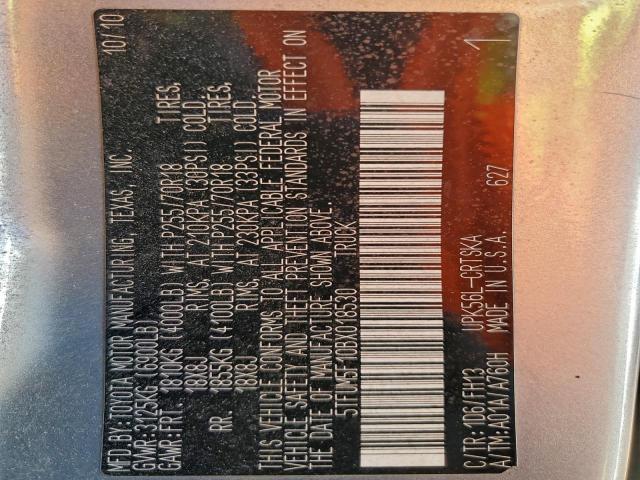 MFD.BY:TOYOTA MOTOR MANUFACTURING, TEXAS, INC. 10/10
GVWR:3125KG (6900LB)
GAWR:FRT. 1810KG (4000LB) WITH P255/70R18 TIRES,
18X8J RIMS, AT 210KPA (30PSI) COLD.
RR. 1855KG (4100LB) WITH P255/70R18 TIRES,
18X8J RIMS, AT 230KPA (33PSI) COLD.
THIS VEHICLE CONFORMS TO ALL APPLICABLE FEDERAL MOTOR
VEHICLE SAFETY AND THEFT PREVENTION STANDARDS IN EFFECT ON
THE DATE OF MANUFACTURE SHOWN ABOVE.
5TFUM5F10BX018530 TRUCK
C/TR:1D6/FH13 UPK56L-CRTSKA 1
A/TM:A01A/A760H MADE IN U.S.A. 627